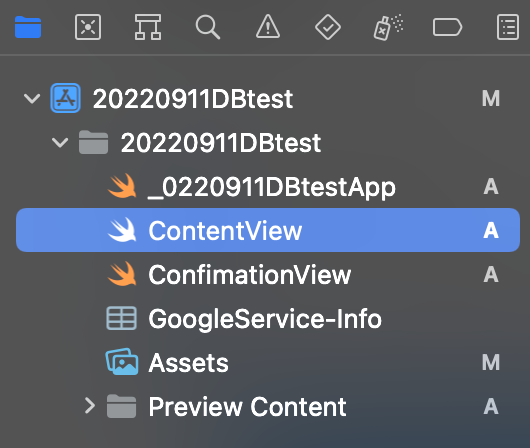 20220911DBtest M
20220911DBtest
_0220911DBtestApp A
ContentView A
ConfimationView A
GoogleService-Info
Assets M
Preview Content A